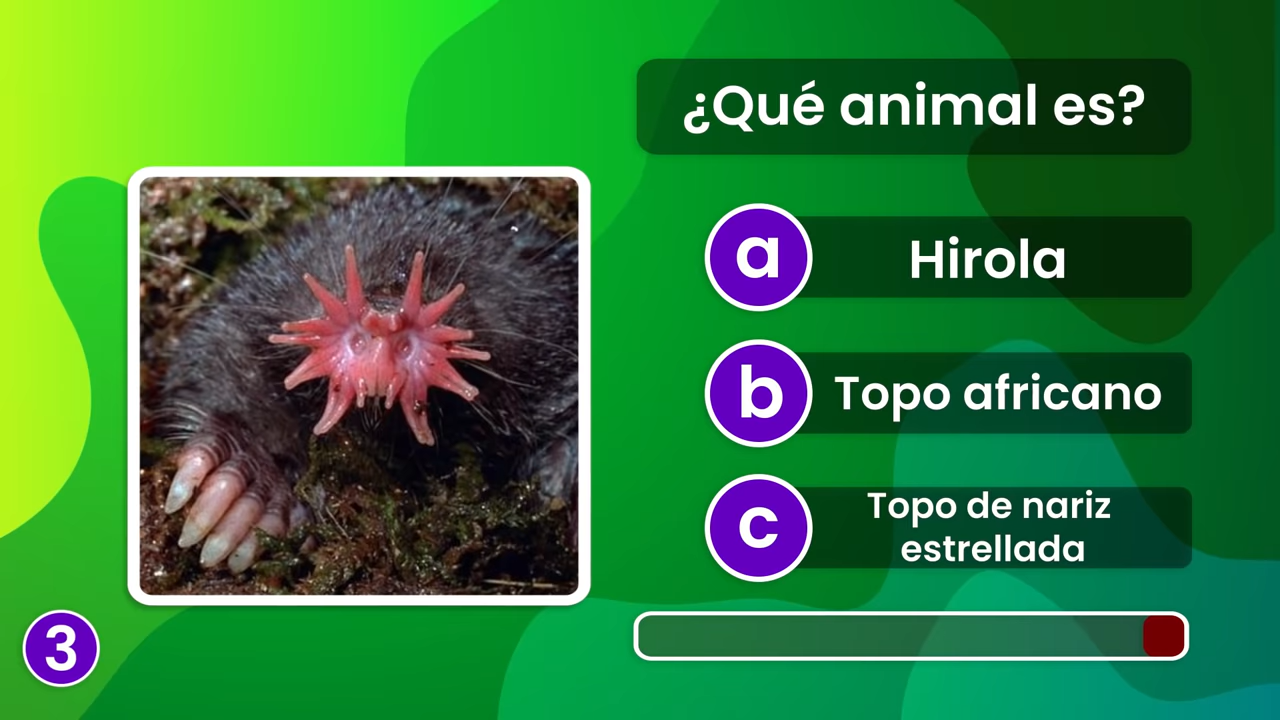 ¿Qué animal es?
a Hirola
b Topo africano
c Topo de nariz
estrellada
3